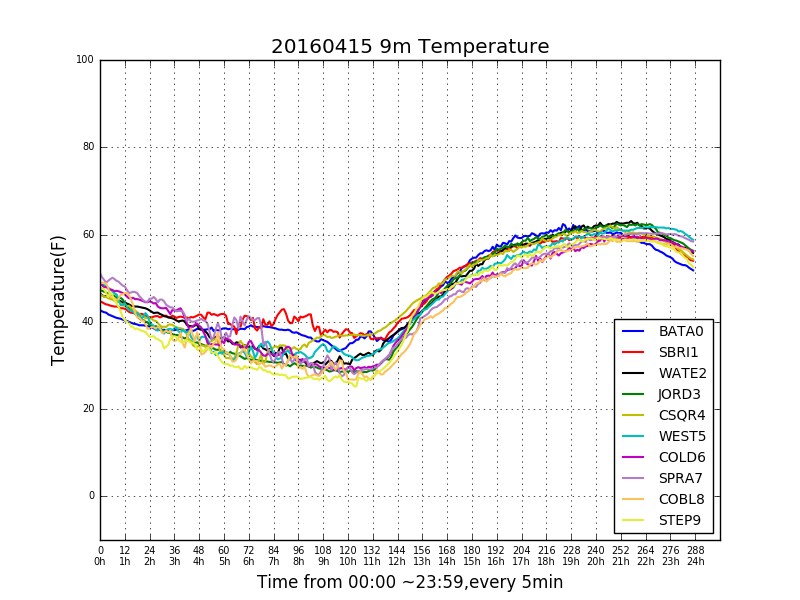 20160415 9m Temperature
Temperature(F)
100
80
60
40
20
0
BATA0
SBRI1
WATE2
JORD3
CSQR4
WEST5
COLD6
SPRA7
COBL8
STEP9
0 12 24 36 48 60 72 84 96 108 120 132 144 156 168 180 192 204 216 228 240 252 264 276 288
0h 1h 2h 3h 4h 5h 6h 7h 8h 9h 10h 11h 12h 13h 14h 15h 16h 17h 18h 19h 20h 21h 22h 23h 24h
Time from 00:00 ~23:59,every 5min